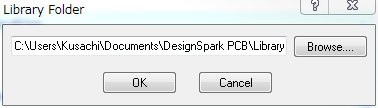 Library Folder
C:\Users\Kusachi\Documents\DesignSpark PCB\Library
Browse....
OK
Cancel